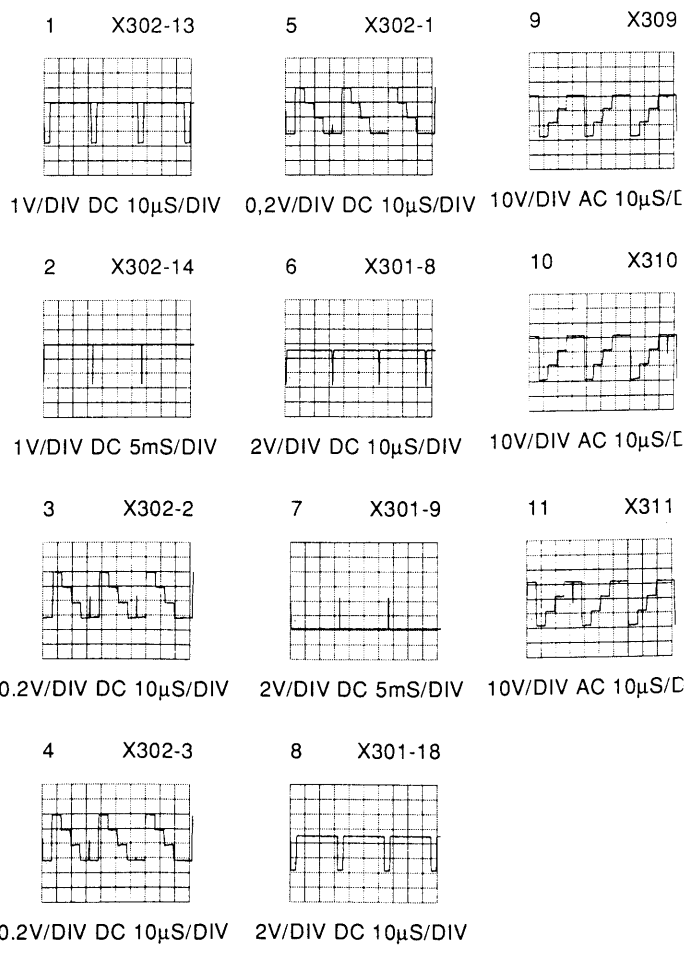 1 X302-13
1V/DIV DC 10µS/DIV
2 X302-14
1V/DIV DC 5mS/DIV
3 X302-2
0.2V/DIV DC 10µS/DIV
4 X302-3
0.2V/DIV DC 10µS/DIV
5 X302-1
0,2V/DIV DC 10µS/DIV
6 X301-8
2V/DIV DC 10µS/DIV
7 X301-9
2V/DIV DC 5mS/DIV
8 X301-18
2V/DIV DC 10µS/DIV
9 X309
10V/DIV AC 10µS/
10 X310
10V/DIV AC 10µS/
11 X311
10V/DIV AC 10µS/